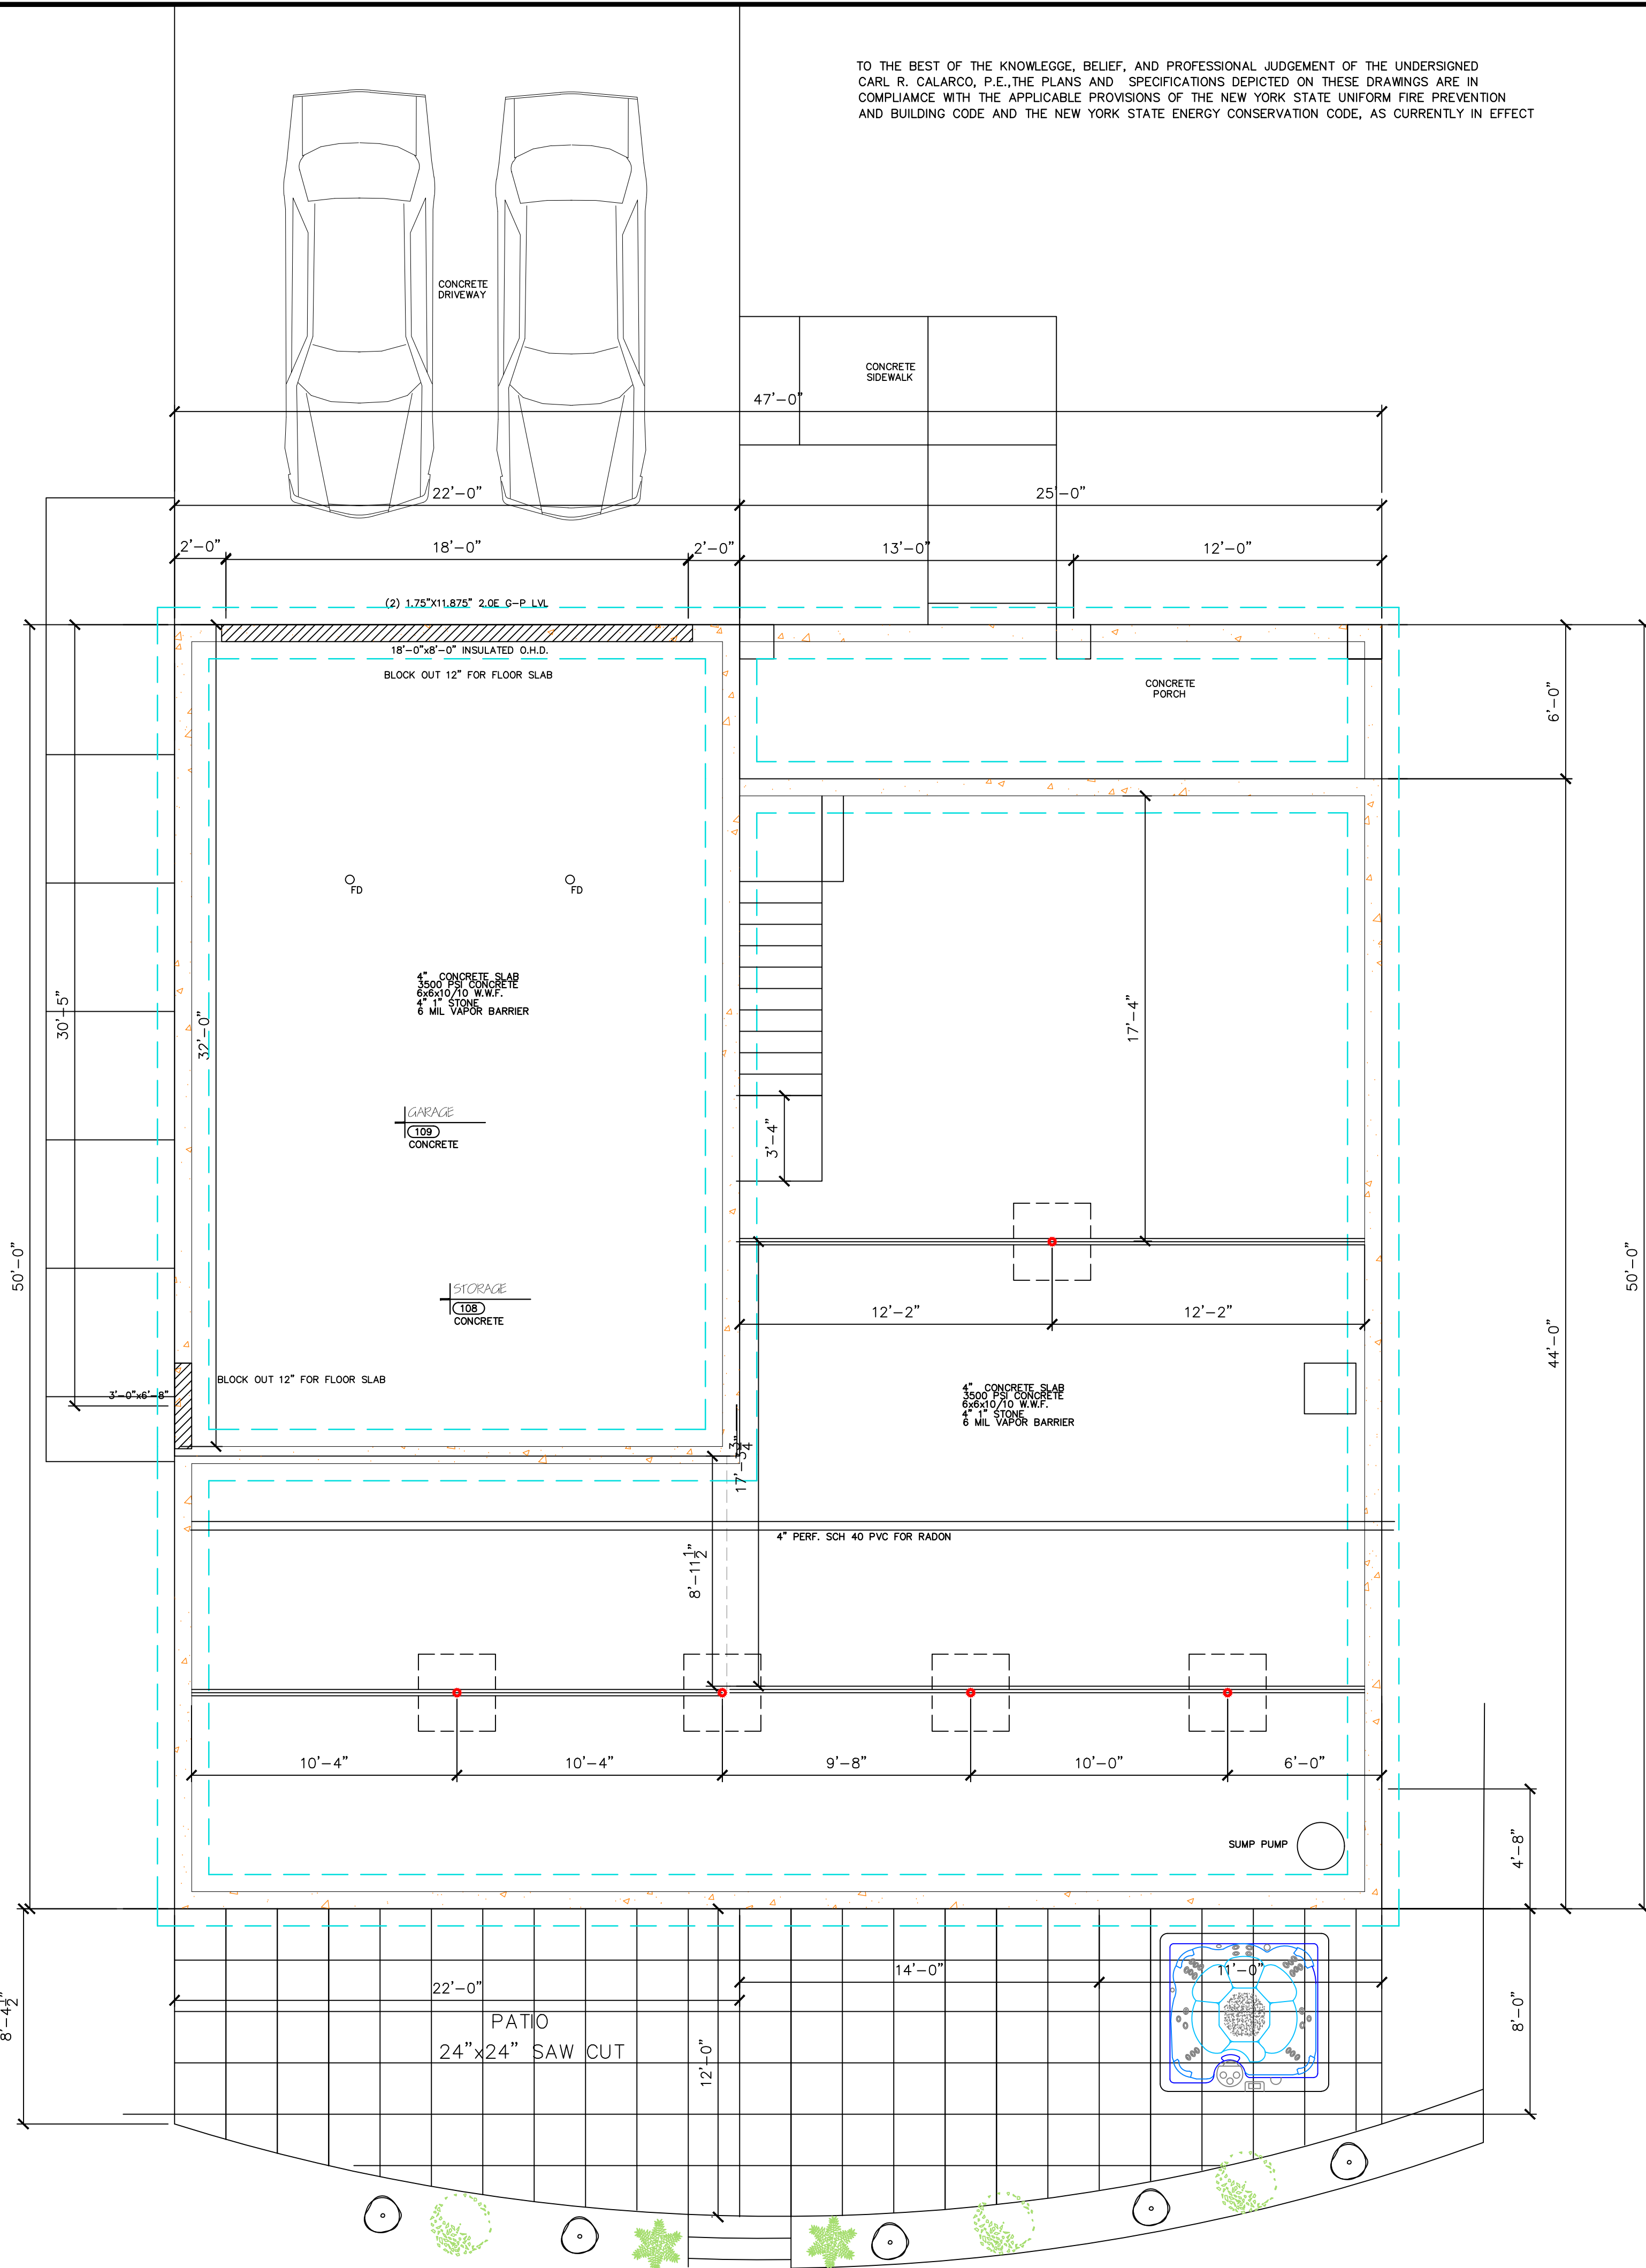 TO THE BEST OF THE KNOWLEGGE, BELIEF, AND PROFESSIONAL JUDGEMENT OF THE UNDERSIGNED
CARL R. CALARCO, P.E.,THE PLANS AND SPECIFICATIONS DEPICTED ON THESE DRAWINGS ARE IN
COMPLIAMCE WITH THE APPLICABLE PROVISIONS OF THE NEW YORK STATE UNIFORM FIRE PREVENTION
AND BUILDING CODE AND THE NEW YORK STATE ENERGY CONSERVATION CODE, AS CURRENTLY IN EFFECT
CONCRETE
DRIVEWAY
CONCRETE
SIDEWALK
47'-0"
22'-0"
25'-0"
2'-0"
18'-0"
2'-0"
13'-0"
12'-0"
(2) 1.75"X11.875" 2.0E G-P LVL
18'-0"x8'-0" INSULATED O.H.D.
BLOCK OUT 12" FOR FLOOR SLAB
CONCRETE
PORCH
6'-0"
FD
FD
4" CONCRETE SLAB
3500 PSI CONCRETE
6x6x10/10 W.W.F.
4" 1" STONE
6 MIL VAPOR BARRIER
30'-5"
32'-0"
17'-4"
GARAGE
109
CONCRETE
3'-4"
50'-0"
50'-0"
STORAGE
108
CONCRETE
12'-2"
12'-2"
44'-0"
BLOCK OUT 12" FOR FLOOR SLAB
3'-0"x6'-8"
4" CONCRETE SLAB
3500 PSI CONCRETE
6x6x10/10 W.W.F.
4" 1" STONE
6 MIL VAPOR BARRIER
17'-3 3/4"
4" PERF. SCH 40 PVC FOR RADON
8'-11 1/2"
10'-4"
10'-4"
9'-8"
10'-0"
6'-0"
SUMP PUMP
4'-8"
14'-0"
11'-0"
22'-0"
8'-4 1/2"
8'-0"
PATIO
24"x24" SAW CUT
12'-0"